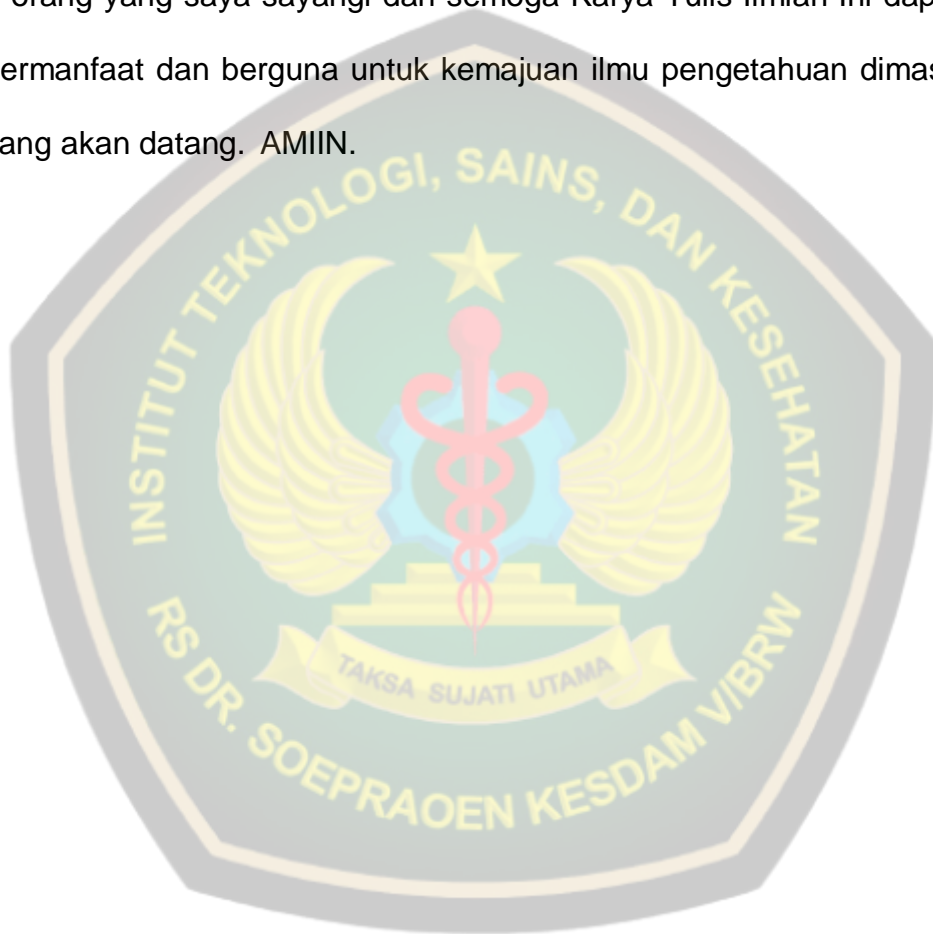 orang yang saya sayangi dan semoga Karya Tulis Ilmiah Ini dap
ermanfaat dan berguna untuk kemajuan ilmu pengetahuan dimas
ang akan datang. AMIIN.
INSTITUT TEKNOLOGI, SAINS, DAN KESEHATAN
TAKSA SUJATI UTAMA
RS DR. SOEPRAOEN KESDAM V/BRW